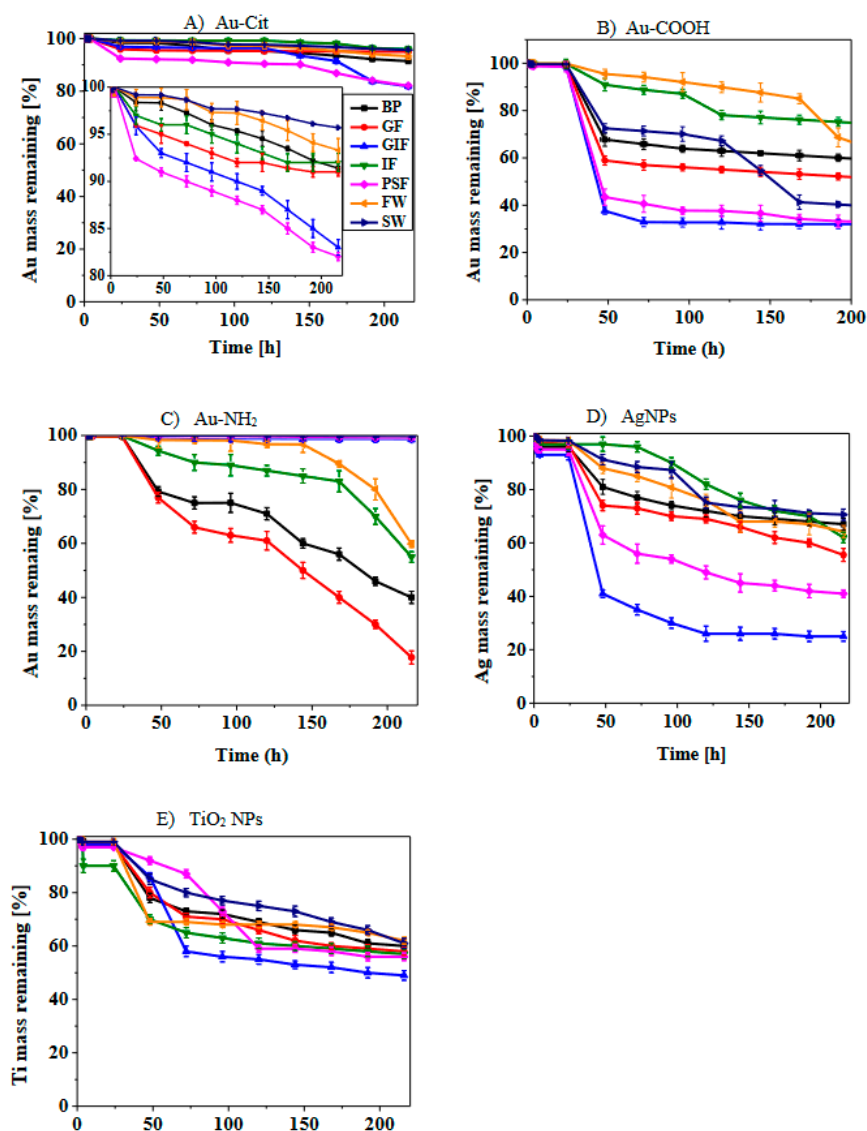 A) Au-Cit
Au mass remaining [%]
100
80
60
40
20
0
0 50 100 150 200
Time [h]
100
95
90
85
80
0 50 100 150 200
BP
GF
GIF
IF
PSF
FW
SW
B) Au-COOH
Au mass remaining [%]
100
80
60
40
20
0
0 50 100 150 200
Time (h)
C) Au-NH₂
Au mass remaing [%]
100
80
60
40
20
0 50 100 150 200
Time (h)
D) AgNPs
Ag mass remaining [%]
100
80
60
40
20
0
0 50 100 150 200
Time [h]
E) TiO₂ NPs
Ti mass remaining [%]
100
80
60
40
20
0
0 50 100 150 200